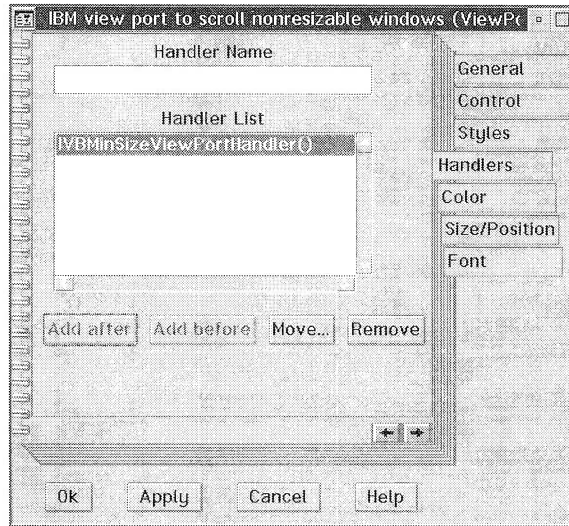 IBM view port to scroll nonresizable windows (ViewPo
Handler Name
General
Control
Handler List
Styles
IVBMinSizeViewPortHandler()
Handlers
Color
Size/Position
Font
Add after Add before Move... Remove
Ok Apply Cancel Help